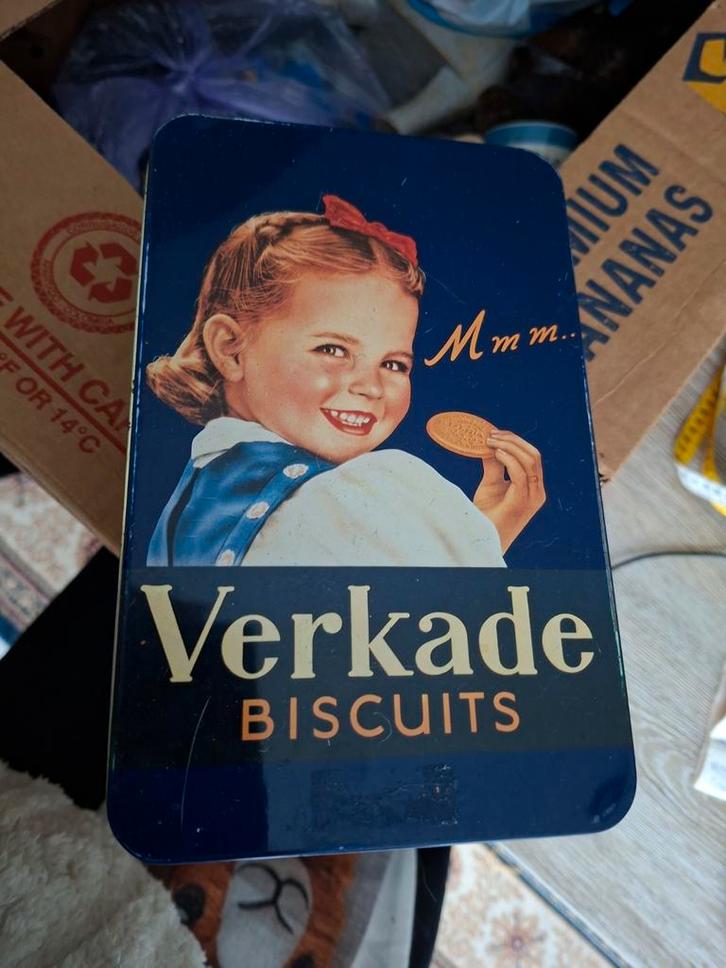 Mmm..
Verkade
BISCUITS
MIUM
ANANAS
WITH CA
°F OR 14°C